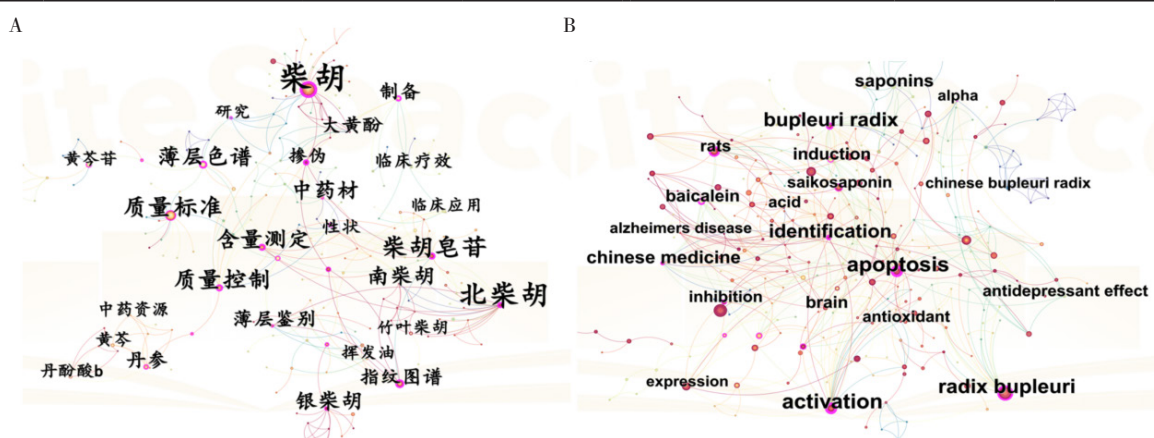 A
柴胡
制备
研究
大黄酚
黄芩苷
薄层色谱
掺伪
临床疗效
中药材
质量标准
临床应用
性状
含量测定
柴胡皂苷
南柴胡
质量控制
北柴胡
中药资源
薄层鉴别
竹叶柴胡
黄芩
丹参
挥发油
丹酚酸b
指纹图谱
银柴胡
B
saponins
alpha
bupleuri radix
rats
induction
saikosaponin
chinese bupleuri radix
baicalein
acid
alzheimers disease
identification
chinese medicine
apoptosis
inhibition
brain
antidepressant effect
antioxidant
expression
radix bupleuri
activation